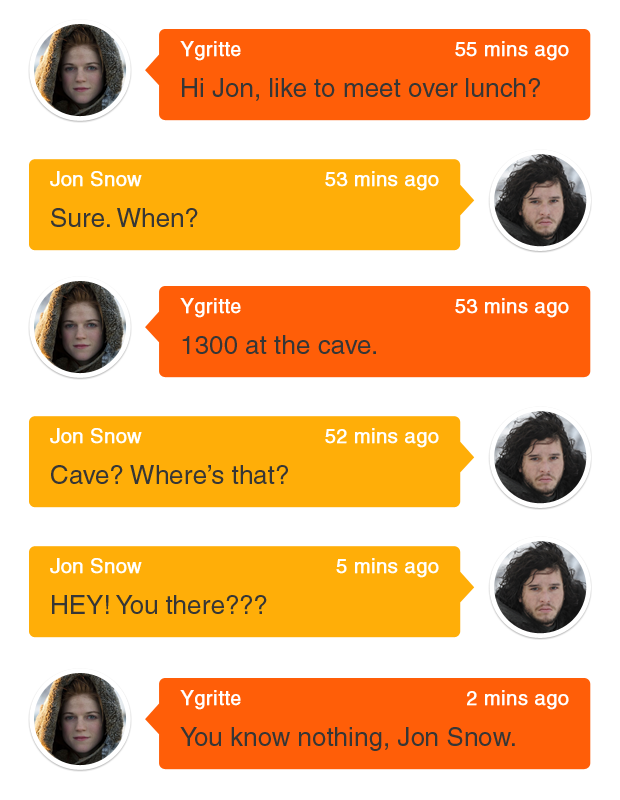 Ygritte 55 mins ago
Hi Jon, like to meet over lunch?
Jon Snow 53 mins ago
Sure. When?
Ygritte 53 mins ago
1300 at the cave.
Jon Snow 52 mins ago
Cave? Where’s that?
Jon Snow 5 mins ago
HEY! You there???
Ygritte 2 mins ago
You know nothing, Jon Snow.